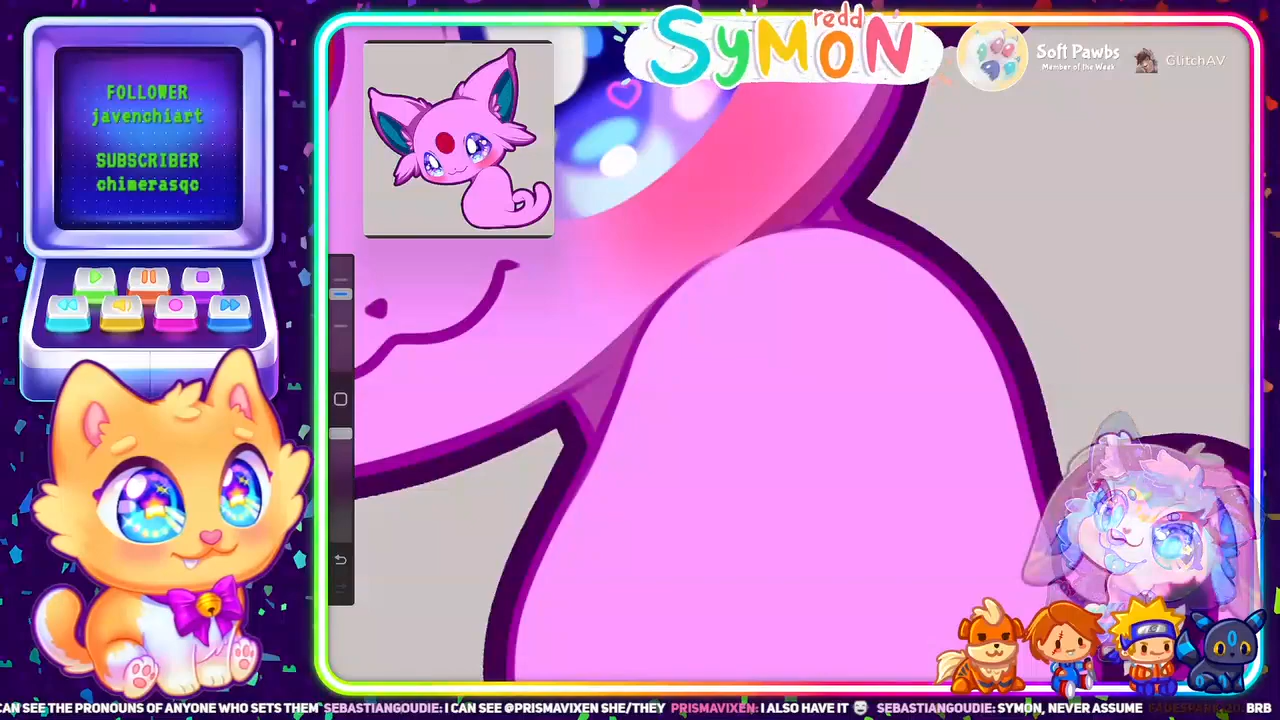 redd
SYMON
Soft Pawbs
Member of the Week
GlitchAV
FOLLOWER
javenchiart
SUBSCRIBER
chimerasqc
CAN SEE THE PRONOUNS OF ANYONE WHO SETS THEM SEBASTIANGOUDIE: I CAN SEE @PRISMAVIXEN SHE/THEY PRISMAVIXEN: I ALSO HAVE IT SEBASTIANGOUDIE: SYMON, NEVER ASSUME BRB